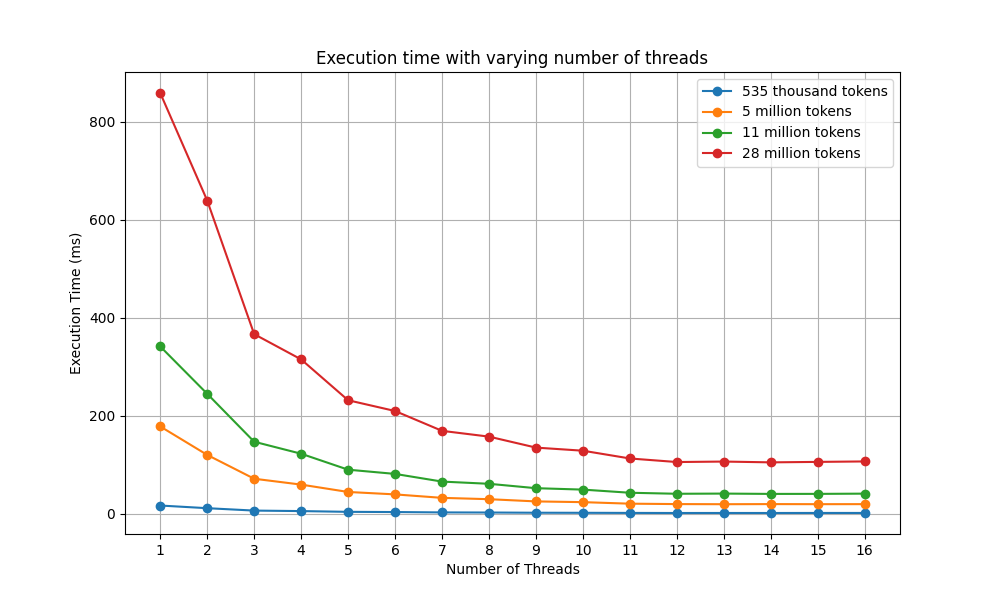 Execution time with varying number of threads
535 thousand tokens
5 million tokens
11 million tokens
28 million tokens
Execution Time (ms)
800
600
400
200
0
1 2 3 4 5 6 7 8 9 10 11 12 13 14 15 16
Number of Threads